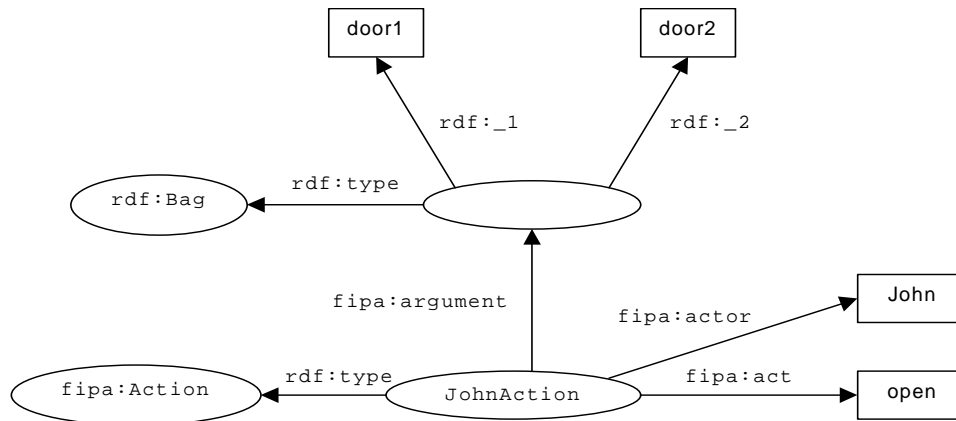 door1
door2
rdf:_1
rdf:_2
rdf:type
rdf:Bag
fipa:argument
John
fipa:actor
rdf:type
fipa:act
fipa:Action
JohnAction
open